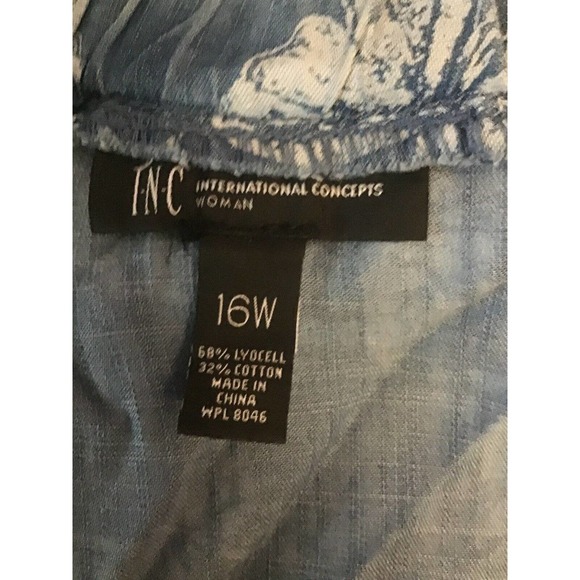 I.N.C INTERNATIONAL CONCEPTS
WOMAN
16W
68% LYOCELL
32% COTTON
MADE IN
CHINA
WPL 8046